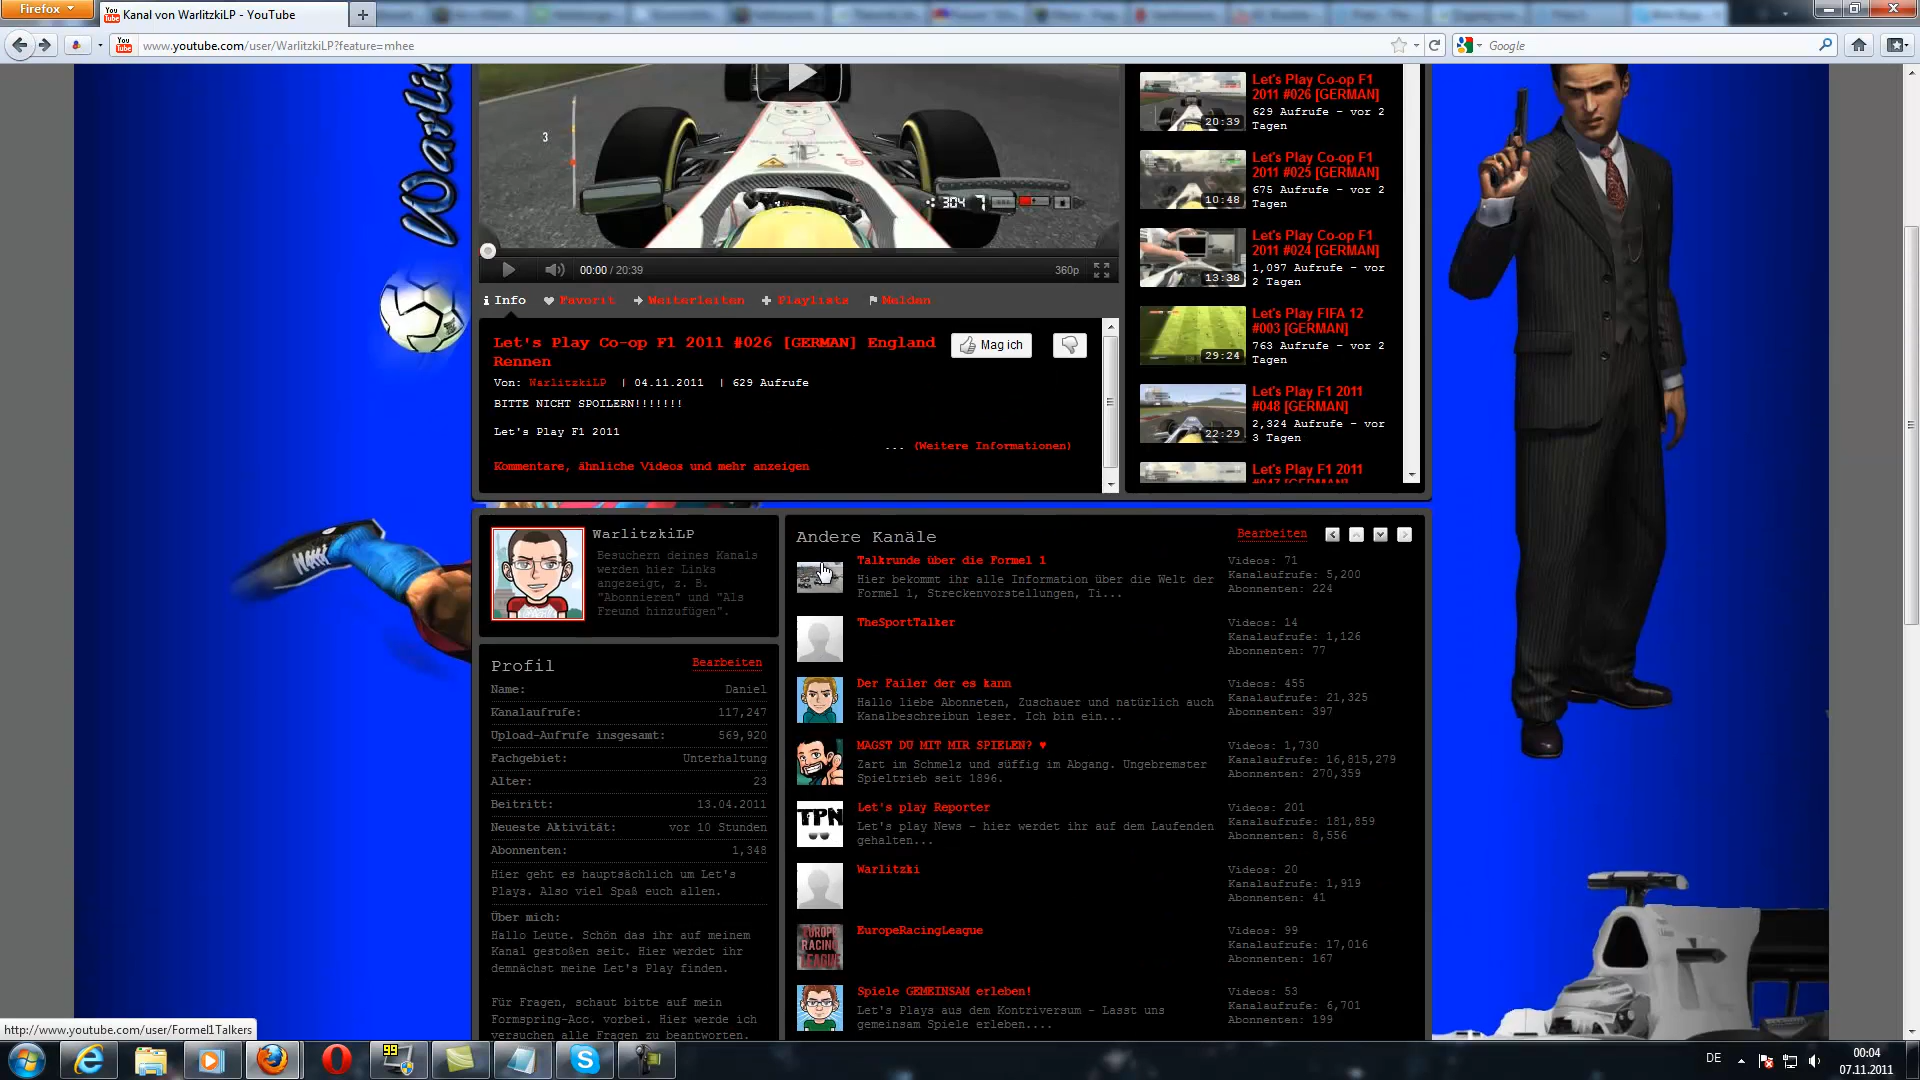 Firefox
Kanal von WarlitzkiLP - YouTube
www.youtube.com/user/WarlitzkiLP?feature=mhee
Google
Warlit
3
304 7
00:00 / 20:39
360p
Info
Favorit
Weiterleiten
Playlists
Melden
Let's Play Co-op F1 2011 #026 [GERMAN] England
Rennen
Mag ich
Von: WarlitzkiLP | 04.11.2011 | 629 Aufrufe
BITTE NICHT SPOILERN!!!!!!!
Let's Play F1 2011
... (Weitere Informationen)
Kommentare, ähnliche Videos und mehr anzeigen
Let's Play Co-op F1
2011 #026 [GERMAN]
629 Aufrufe - vor 2
Tagen
20:39
Let's Play Co-op F1
2011 #025 [GERMAN]
675 Aufrufe - vor 2
Tagen
10:48
Let's Play Co-op F1
2011 #024 [GERMAN]
1,097 Aufrufe - vor
2 Tagen
13:38
Let's Play FIFA 12
#003 [GERMAN]
763 Aufrufe - vor 2
Tagen
29:24
Let's Play F1 2011
#048 [GERMAN]
2,324 Aufrufe - vor
3 Tagen
22:29
Let's Play F1 2011
#047 [GERMAN]
WarlitzkiLP
Besuchern deines Kanals
werden hier Links
angezeigt, z. B.
"Abonnieren" und "Als
Freund hinzufügen".
Profil
Bearbeiten
Name: Daniel
Kanalaufrufe: 117,247
Upload-Aufrufe insgesamt: 569,920
Fachgebiet: Unterhaltung
Alter: 23
Beitritt: 13.04.2011
Neueste Aktivität: vor 10 Stunden
Abonnenten: 1,348
Hier geht es hauptsächlich um Let's
Plays. Also viel Spaß euch allen.
Über mich:
Hallo Leute. Schön das ihr auf meinem
Kanal gestoßen seit. Hier werdet ihr
demnächst meine Let's Play finden.
Für Fragen, schaut bitte auf mein
Formspring-Acc. vorbei. Hier werde ich
versuchen alle Fragen zu beantworten.
Andere Kanäle
Bearbeiten
Talkrunde über die Formel 1
Hier bekommt ihr alle Information über die Welt der
Formel 1, Streckenvorstellungen, Ti...
Videos: 71
Kanalaufrufe: 5,200
Abonnenten: 224
TheSportTalker
Videos: 14
Kanalaufrufe: 1,126
Abonnenten: 77
Der Failer der es kann
Hallo liebe Abonneten, Zuschauer und natürlich auch
Kanalbeschreibun leser. Ich bin ein...
Videos: 455
Kanalaufrufe: 21,325
Abonnenten: 397
MAGST DU MIT MIR SPIELEN? ♥
Zart im Schmelz und süffig im Abgang. Ungebremster
Spieltrieb seit 1896.
Videos: 1,730
Kanalaufrufe: 16,815,279
Abonnenten: 270,359
TPN
Let's play Reporter
Let's play News - hier werdet ihr auf dem Laufenden
gehalten...
Videos: 201
Kanalaufrufe: 181,859
Abonnenten: 8,556
Warlitzki
Videos: 20
Kanalaufrufe: 1,919
Abonnenten: 41
EUROPE
RACING
LEAGUE
EuropeRacingLeague
Videos: 99
Kanalaufrufe: 17,016
Abonnenten: 167
Spiele GEMEINSAM erleben!
Let's Plays aus dem Kontriversum - Lasst uns
gemeinsam Spiele erleben....
Videos: 53
Kanalaufrufe: 6,701
Abonnenten: 199
http://www.youtube.com/user/Formel1Talkers
99
DE
00:04
07.11.2011